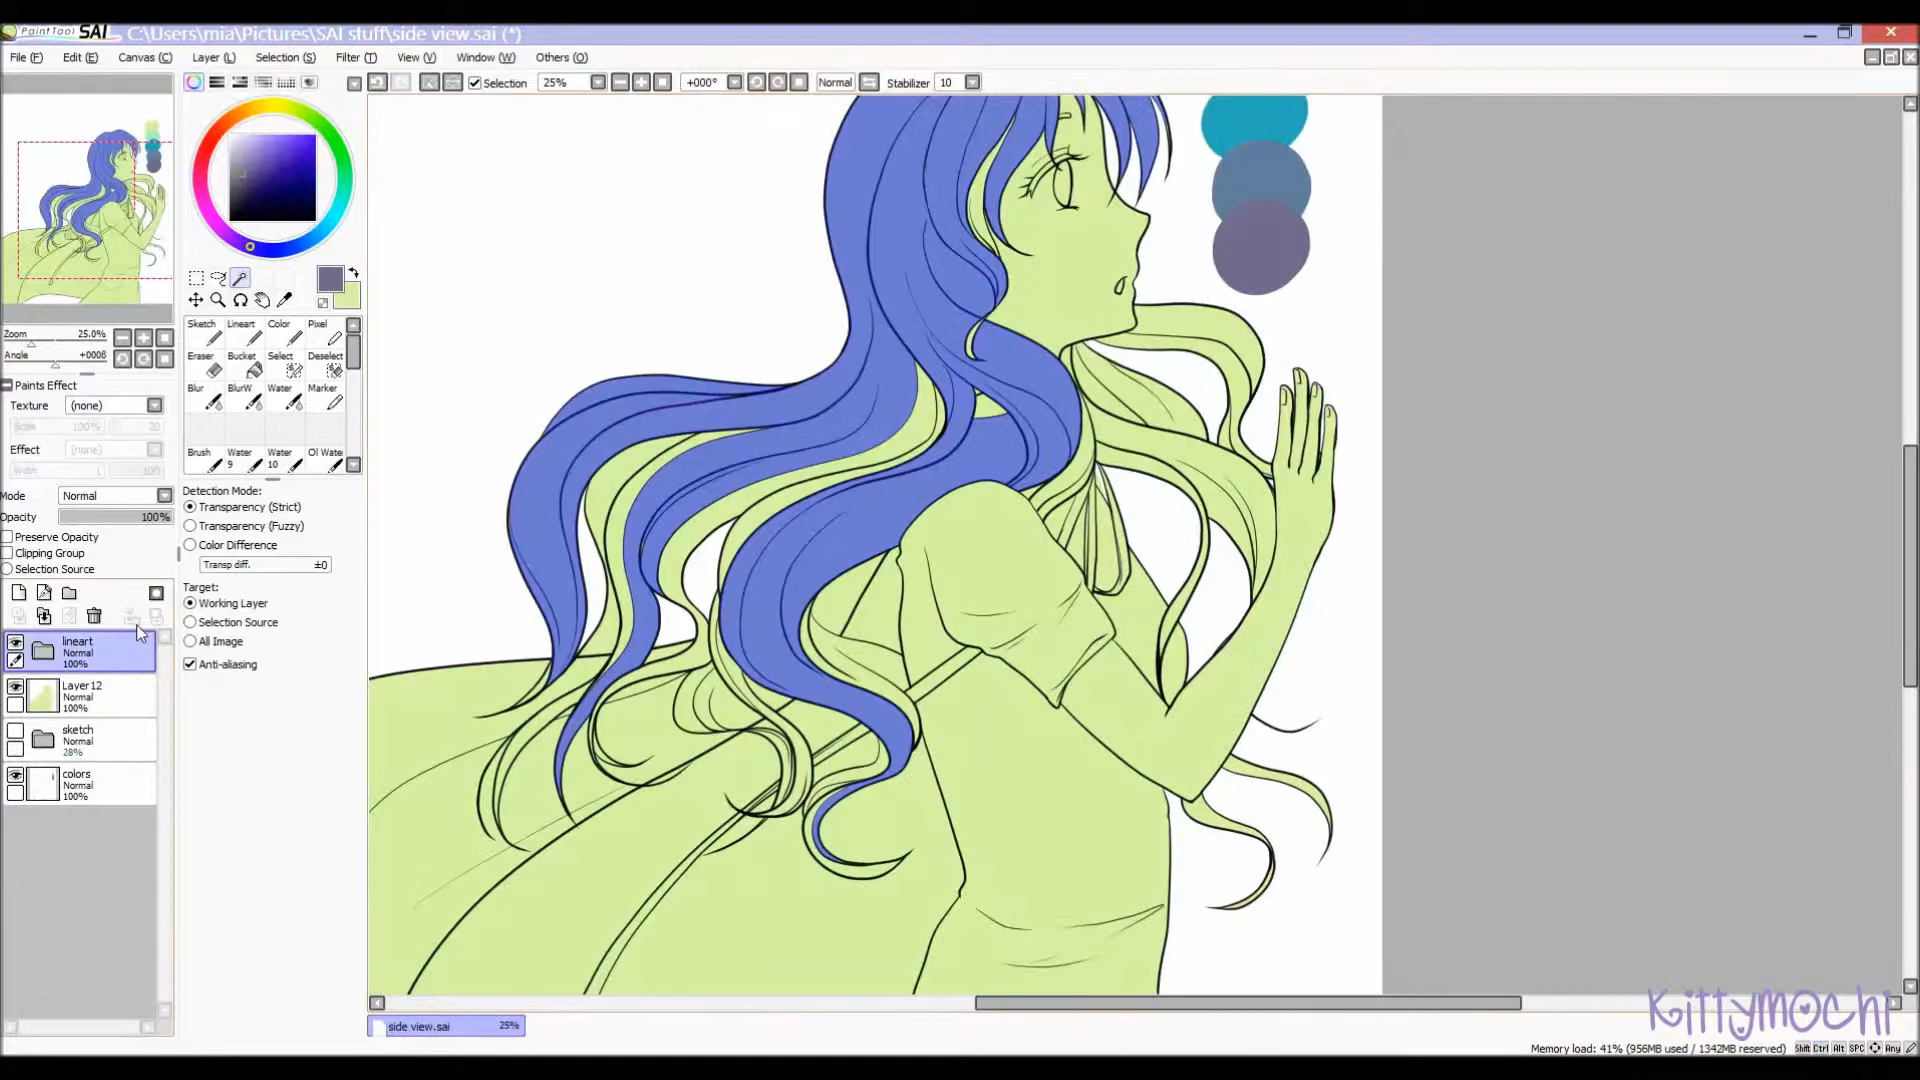 PaintTool SAI C:\Users\mia\Pictures\SAI stuff\side view.sai (*)
File (F) Edit (E) Canvas (C) Layer (L) Selection (S) Filter (T) View (V) Window (W) Others (O)
Selection 25% +000° Normal Stabilizer 10
Zoom 25.0%
Angle +000θ
Paints Effect
Texture (none)
Scale 100% 20
Effect (none)
Width 1 100
Mode Normal
Opacity 100%
Preserve Opacity
Clipping Group
Selection Source
lineart
Normal
100%
Layer12
Normal
100%
sketch
Normal
28%
colors
Normal
100%
Sketch Lineart Color Pixel
Eraser Bucket Select Deselect
Blur BlurW Water Marker
Brush Water 9 Water 10 Ol Wate
Detection Mode:
Transparency (Strict)
Transparency (Fuzzy)
Color Difference
Transp diff. ±0
Target:
Working Layer
Selection Source
All Image
Anti-aliasing
side view.sai 25%
kittymochi
Memory load: 41% (956MB used / 1342MB reserved) Shift Ctrl Alt SPC Any